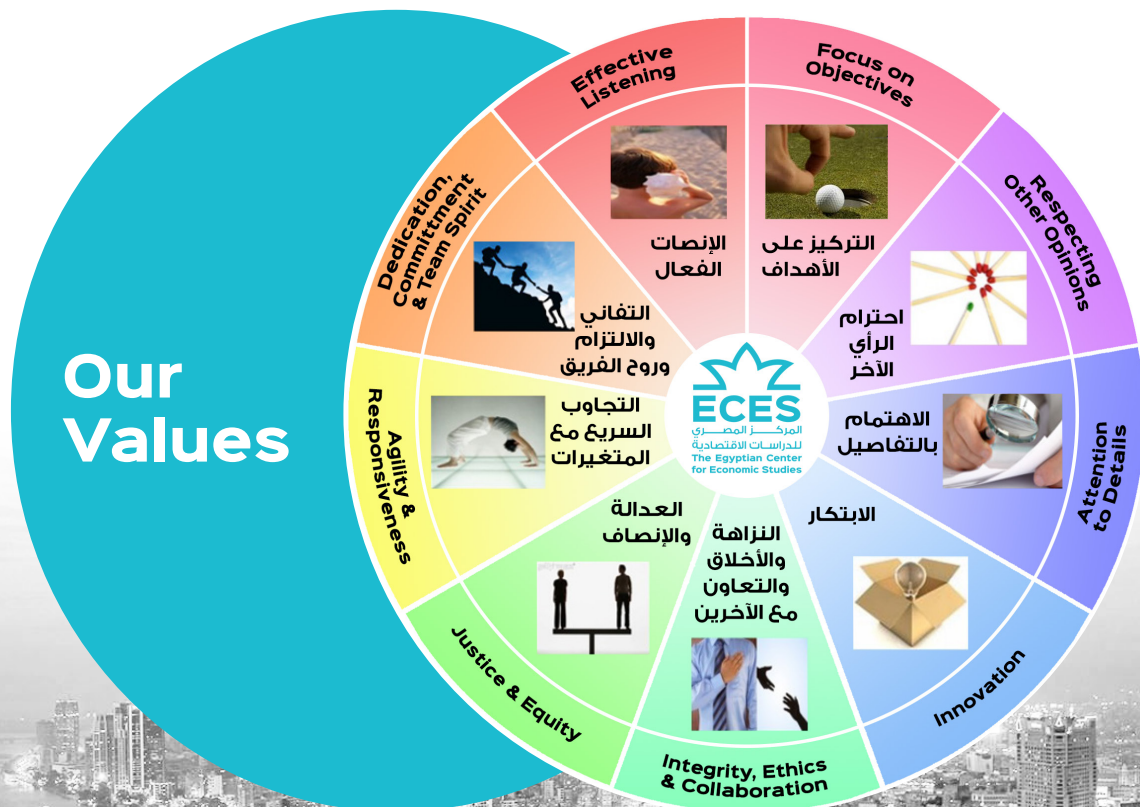 Our
Values
Focus on
Objectives
التركيز على
الأهداف
Respecting
Other Opinions
احترام
الرأي
الآخر
Attention
to Details
الاهتمام
بالتفاصيل
Innovation
الابتكار
Integrity, Ethics
& Collaboration
النزاهة
والأخلاق
والتعاون
مع الآخرين
Justice & Equity
العدالة
والإنصاف
Agility &
Responsiveness
التجاوب
السريع مع
المتغيرات
Dedication,
Committment
& Team Spirit
التفاني
والالتزام
وروح الفريق
Effective
Listening
الإنصات
الفعال
ECES
المركز المصري
للدراسات الاقتصادية
The Egyptian Center
for Economic Studies